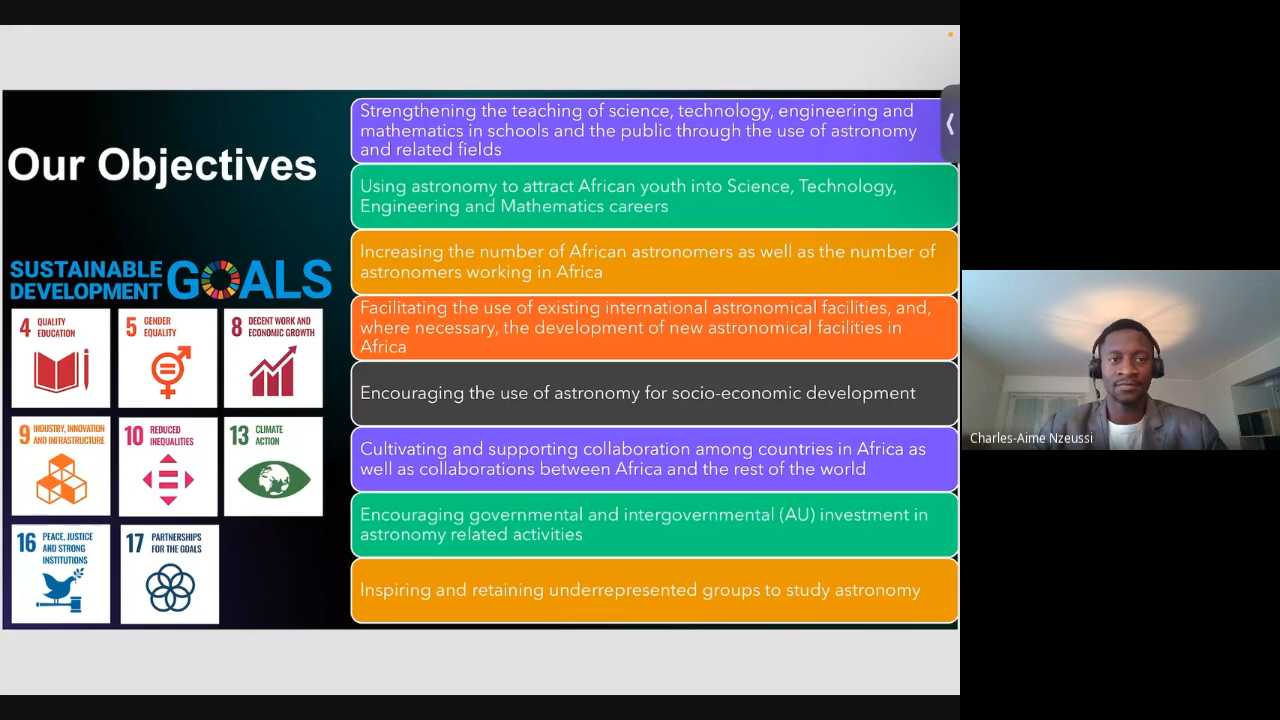 Our Objectives
SUSTAINABLE
DEVELOPMENT
GOALS
4 QUALITY
EDUCATION
5 GENDER
EQUALITY
8 DECENT WORK AND
ECONOMIC GROWTH
9 INDUSTRY, INNOVATION
AND INFRASTRUCTURE
10 REDUCED
INEQUALITIES
13 CLIMATE
ACTION
16 PEACE, JUSTICE
AND STRONG
INSTITUTIONS
17 PARTNERSHIPS
FOR THE GOALS
Strengthening the teaching of science, technology, engineering and
mathematics in schools and the public through the use of astronomy
and related fields
Using astronomy to attract African youth into Science, Technology,
Engineering and Mathematics careers
Increasing the number of African astronomers as well as the number of
astronomers working in Africa
Facilitating the use of existing international astronomical facilities, and,
where necessary, the development of new astronomical facilities in
Africa
Encouraging the use of astronomy for socio-economic development
Cultivating and supporting collaboration among countries in Africa as
well as collaborations between Africa and the rest of the world
Encouraging governmental and intergovernmental (AU) investment in
astronomy related activities
Inspiring and retaining underrepresented groups to study astronomy
Charles-Aime Nzeussi